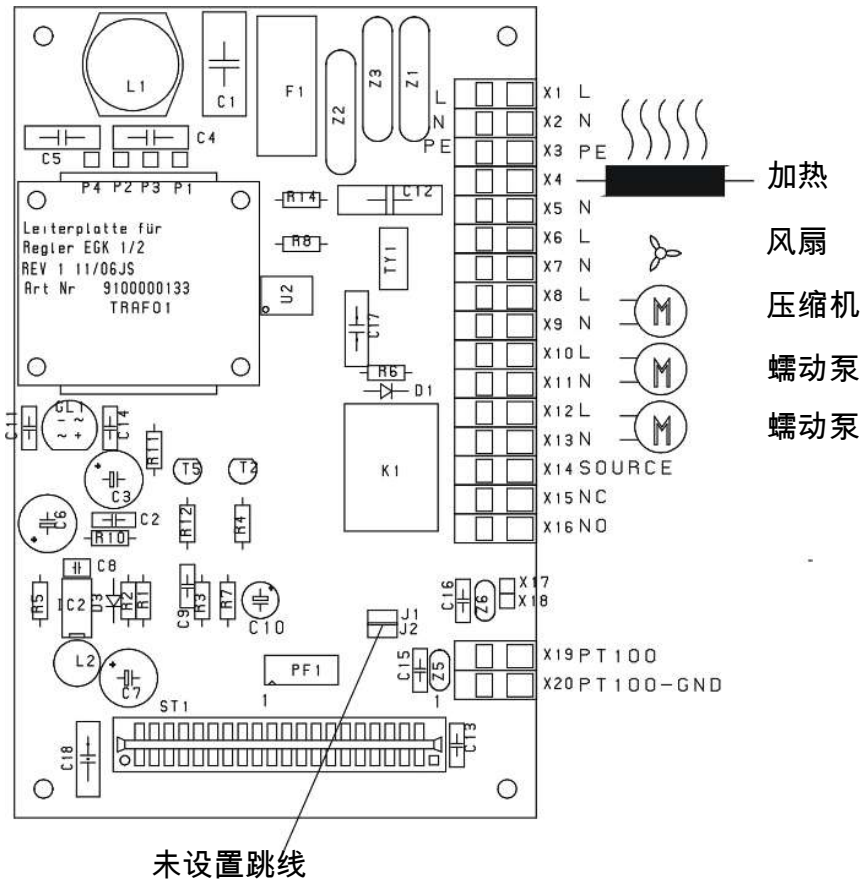 L1
C1
F1
Z2
Z3
Z1
C5
C4
P4 P2 P3 P1
Leiterplatte für
Regler EGK 1/2
REV 1 11/06JS
Art Nr 9100000133
TRAFO1
R14
C12
R8
TY1
U2
C17
R6
D1
L
N
PE
X1 L
X2 N
X3 PE
X4
X5 N
X6 L
X7 N
X8 L
X9 N
X10 L
X11 N
X12 L
X13 N
X14 SOURCE
X15 NC
X16 NO
加热
风扇
压缩机
M
蠕动泵
M
蠕动泵
M
C11
GL1
C14
R11
C3
T5
T2
K1
C6
C2
R10
R12
R4
C8
R5
IC2
D3
R2
R1
C9
R3
R7
C10
J1
J2
C16
Z6
X17
X18
L2
C7
PF1
1
C15
Z5
1
X19 PT100
X20 PT100-GND
ST1
C18
C13
未设置跳线